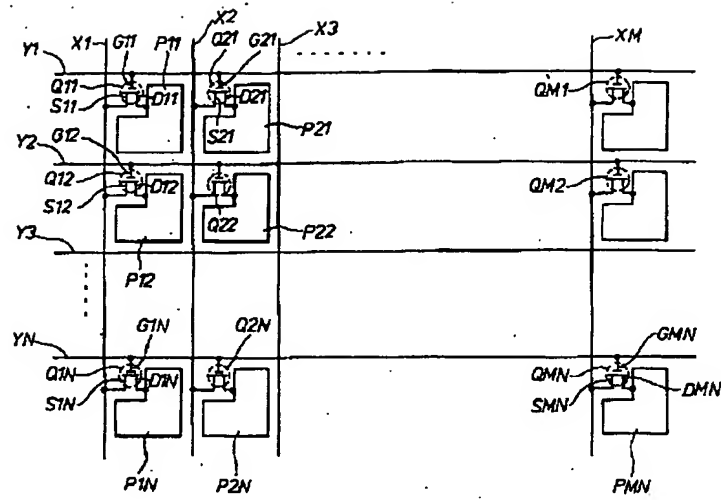 X2
X1 G11 P11 Q21 G21 X3 XM
Y1
Q11 D11 D21 QM1
S11
G12 S21 P21
Y2
Q12 D12 QM2
S12 Q22
Y3 P22
P12
G1N Q2N
YN GMN
Q1N D1N QMN
S1N SMN DMN
P1N P2N PMN